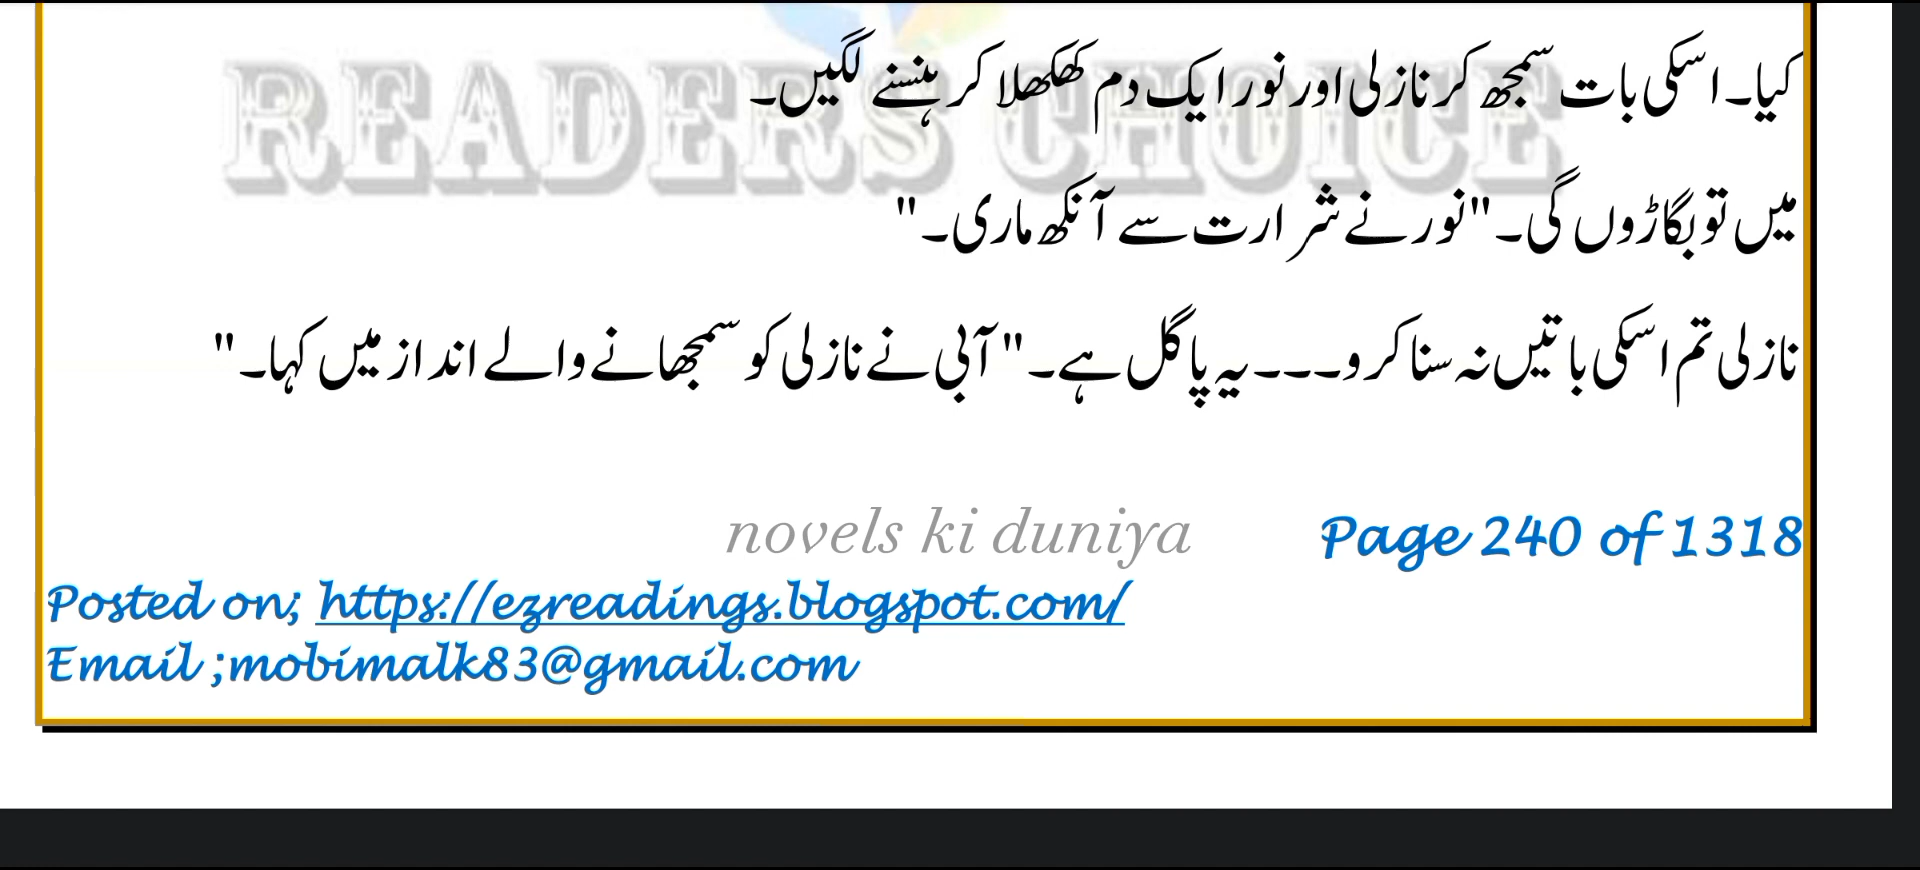 READERS CHOICE
کیا۔ اسکی بات سمجھ کر نازلی اور نور ایک دم کھکھلا کر ہنسنے لگیں۔
میں تو بگاڑوں گی۔"نور نے شرارت سے آنکھ ماری۔"
نازلی تم اسکی باتیں نہ سنا کرو۔۔۔یہ پاگل ہے۔"آبی نے نازلی کو سمجھانے والے انداز میں کہا۔"
novels ki duniya Page 240 of 1318
Posted on; https://ezreadings.blogspot.com/
Email ;mobimalk83@gmail.com